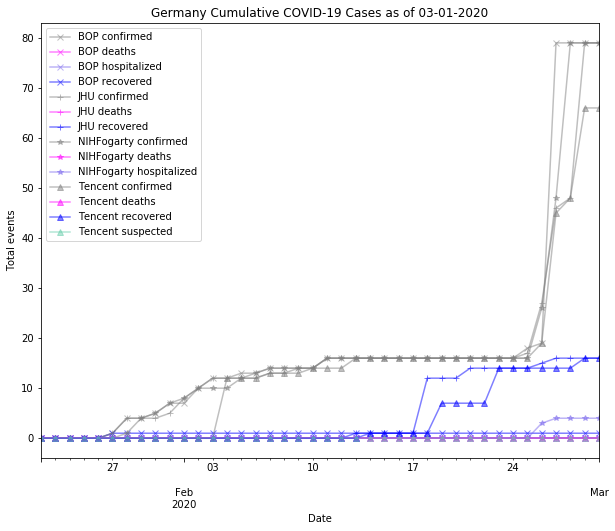 Germany Cumulative COVID-19 Cases as of 03-01-2020
BOP confirmed
BOP deaths
BOP hospitalized
BOP recovered
JHU confirmed
JHU deaths
JHU recovered
NIHFogarty confirmed
NIHFogarty deaths
NIHFogarty hospitalized
Tencent confirmed
Tencent deaths
Tencent recovered
Tencent suspected
Total events
80
70
60
50
40
30
20
10
0
27 03 10 17 24
Feb Mar
2020
Date